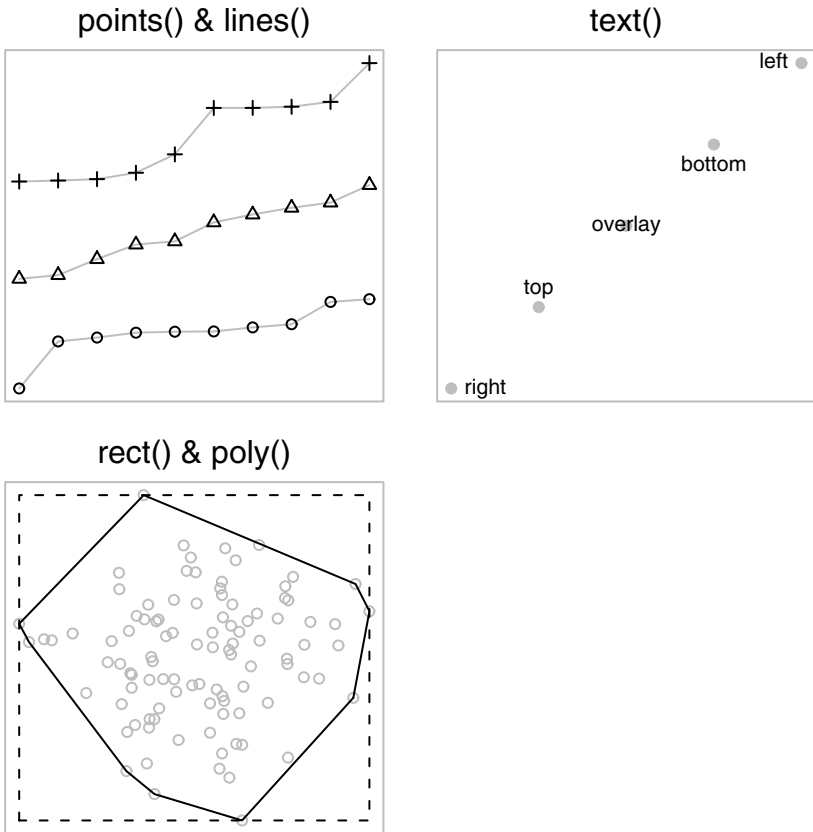 points() & lines()
text()
left
bottom
overlay
top
right
rect() & poly()